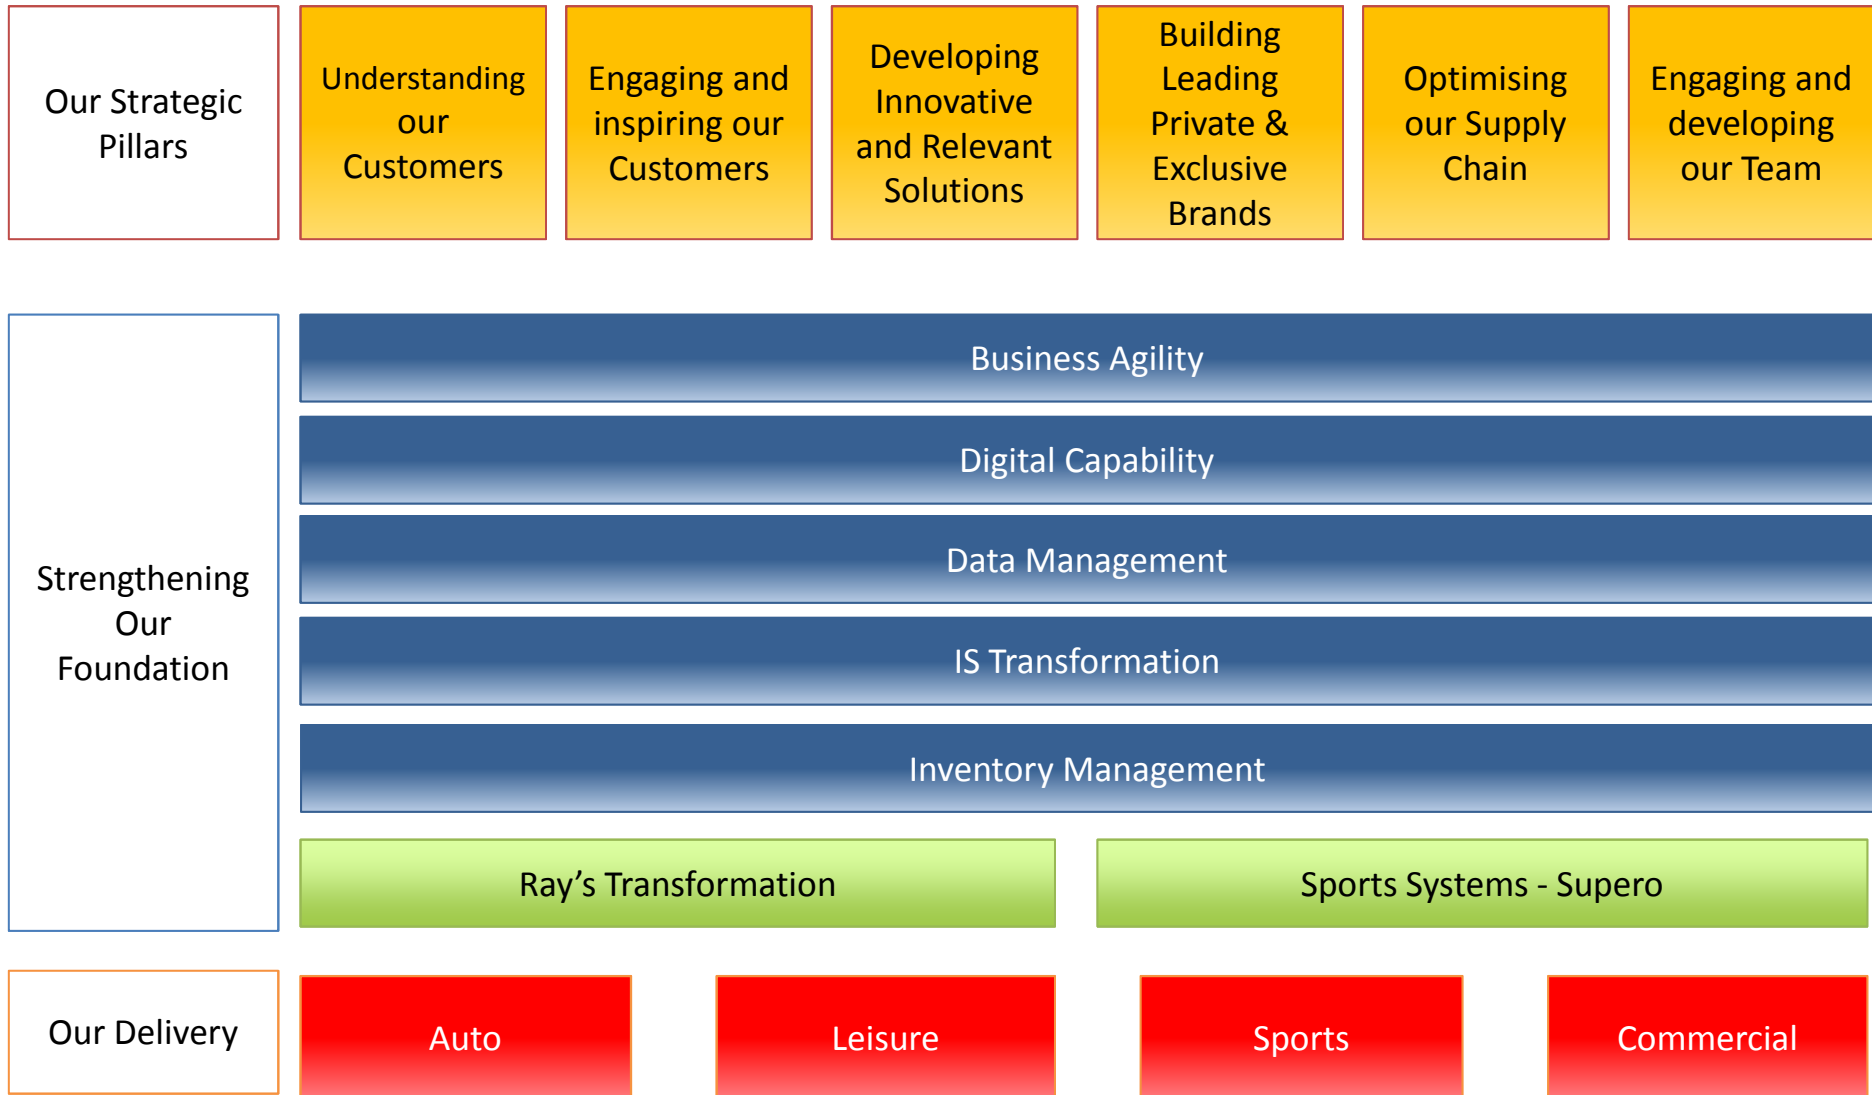 Our Strategic
Pillars
Understanding
our
Customers
Engaging and
inspiring our
Customers
Developing
Innovative
and Relevant
Solutions
Building
Leading
Private &
Exclusive
Brands
Optimising
our Supply
Chain
Engaging and
developing
our Team
Strengthening
Our
Foundation
Business Agility
Digital Capability
Data Management
IS Transformation
Inventory Management
Ray’s Transformation
Sports Systems - Supero
Our Delivery
Auto
Leisure
Sports
Commercial